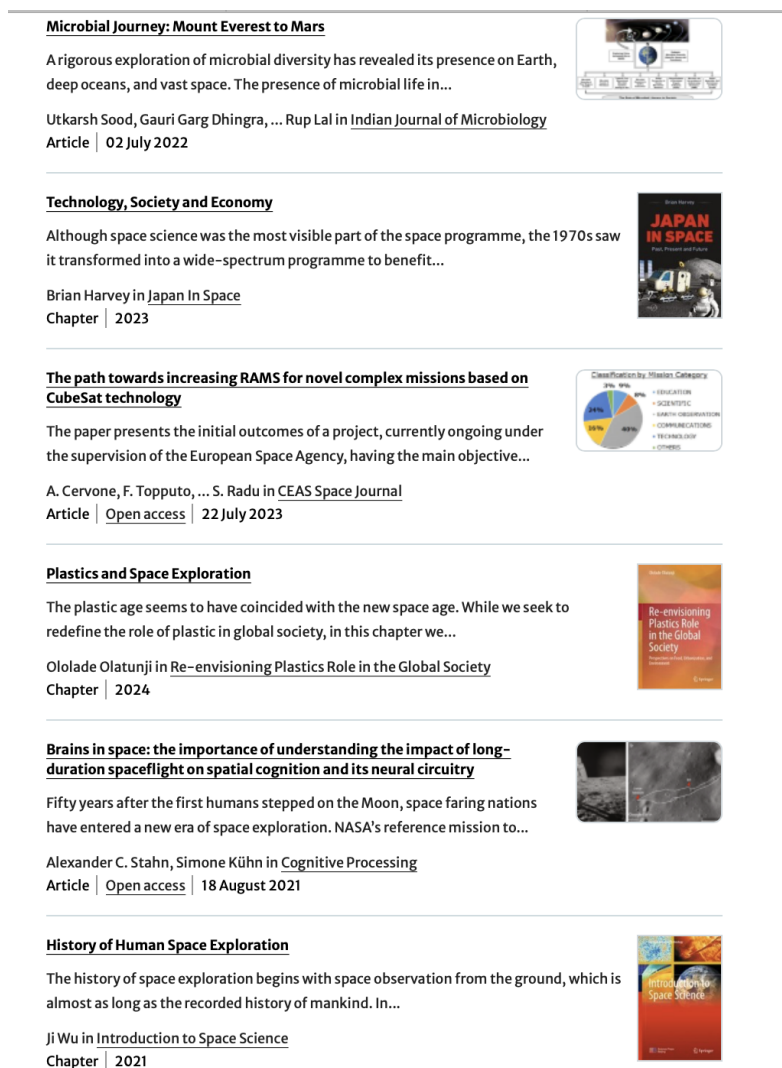 Microbial Journey: Mount Everest to Mars
A rigorous exploration of microbial diversity has revealed its presence on Earth,
deep oceans, and vast space. The presence of microbial life in...
Utkarsh Sood, Gauri Garg Dhingra, ... Rup Lal in Indian Journal of Microbiology
Article | 02 July 2022
Technology, Society and Economy
Although space science was the most visible part of the space programme, the 1970s saw
it transformed into a wide-spectrum programme to benefit...
Brian Harvey in Japan In Space
Chapter | 2023
Brian Harvey
JAPAN
IN SPACE
Past, Present and Future
The path towards increasing RAMS for novel complex missions based on
CubeSat technology
The paper presents the initial outcomes of a project, currently ongoing under
the supervision of the European Space Agency, having the main objective...
A. Cervone, F. Topputo, ... S. Radu in CEAS Space Journal
Article | Open access | 22 July 2023
Classification by Mission Category
3% 9%
8%
EDUCATION
SCIENTIFIC
EARTH OBSERVATION
COMMUNICATIONS
TECHNOLOGY
OTHERS
Plastics and Space Exploration
The plastic age seems to have coincided with the new space age. While we seek to
redefine the role of plastic in global society, in this chapter we...
Ololade Olatunji in Re-envisioning Plastics Role in the Global Society
Chapter | 2024
Re-envisioning
Plastics Role
in the Global
Society
Springer
Brains in space: the importance of understanding the impact of long-
duration spaceflight on spatial cognition and its neural circuitry
Fifty years after the first humans stepped on the Moon, space faring nations
have entered a new era of space exploration. NASA's reference mission to...
Alexander C. Stahn, Simone Kühn in Cognitive Processing
Article | Open access | 18 August 2021
History of Human Space Exploration
The history of space exploration begins with space observation from the ground, which is
almost as long as the recorded history of mankind. In...
Ji Wu in Introduction to Space Science
Chapter | 2021
Introduction to
Space Science
Springer